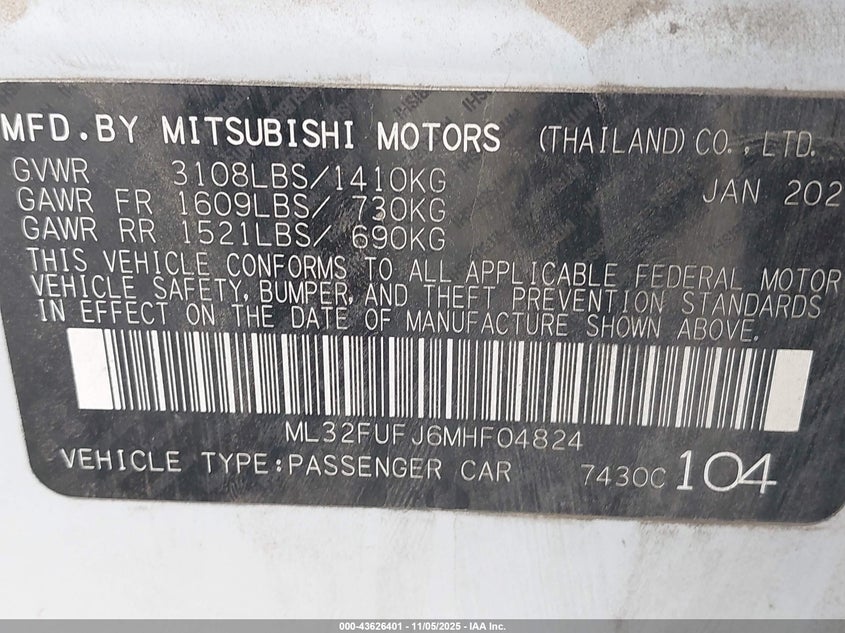 MFD.BY MITSUBISHI MOTORS (THAILAND) CO.,LTD.
GVWR 3108LBS/1410KG JAN 202
GAWR FR 1609LBS/ 730KG
GAWR RR 1521LBS/ 690KG
THIS VEHICLE CONFORMS TO ALL APPLICABLE FEDERAL MOTOR
VEHICLE SAFETY, BUMPER, AND THEFT PREVENTION STANDARDS
IN EFFECT ON THE DATE OF MANUFACTURE SHOWN ABOVE.
ML32FUFJ6MHF04824
VEHICLE TYPE:PASSENGER CAR 7430C 104
000-43626401 - 11/05/2025 - IAA Inc.